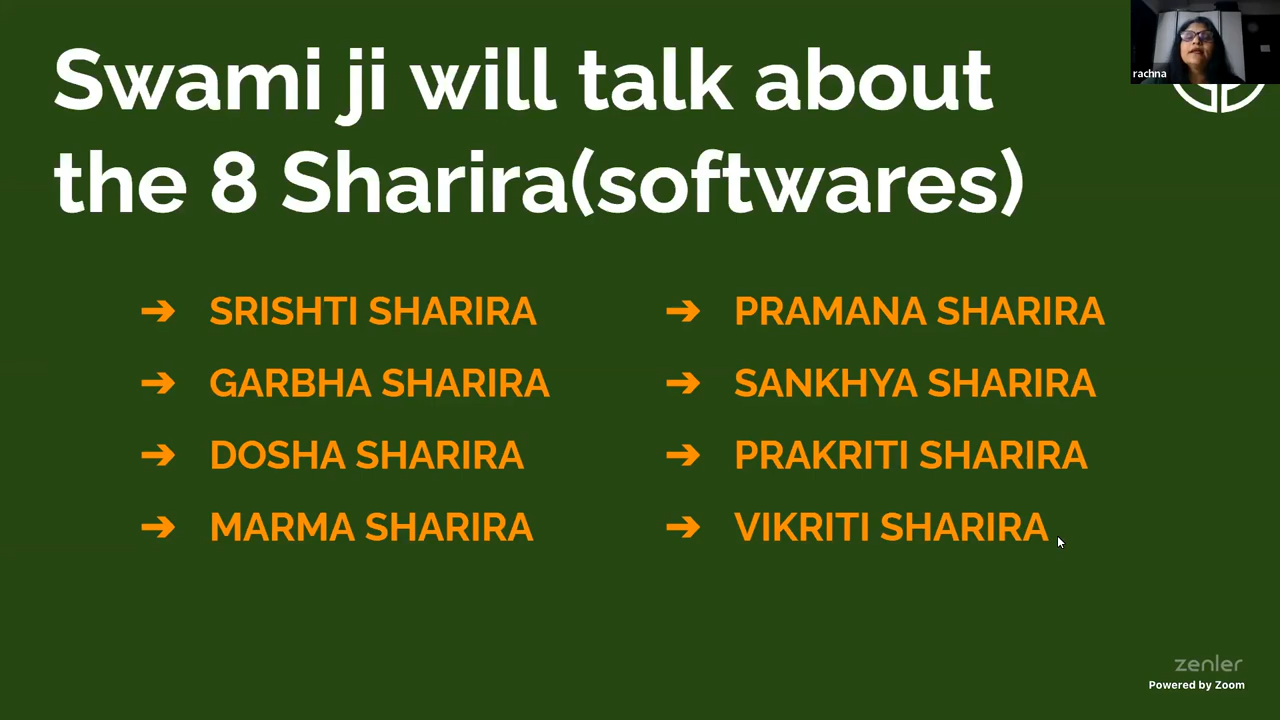 Swami ji will talk about
the 8 Sharira(softwares)
rachna
➔ SRISHTI SHARIRA
➔ GARBHA SHARIRA
➔ DOSHA SHARIRA
➔ MARMA SHARIRA
➔ PRAMANA SHARIRA
➔ SANKHYA SHARIRA
➔ PRAKRITI SHARIRA
➔ VIKRITI SHARIRA
zenler
Powered by Zoom